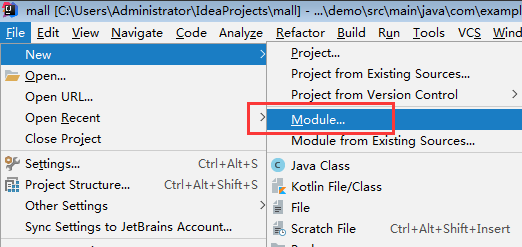 mall [C:\Users\Administrator\IdeaProjects\mall] - ...\demo\src\main\java\com\exampl
File Edit View Navigate Code Analyze Refactor Build Run Tools VCS Window
New
Open...
Open URL...
Open Recent
Close Project
Settings... Ctrl+Alt+S
Project Structure... Ctrl+Alt+Shift+S
Other Settings
Sync Settings to JetBrains Account...
Project...
Project from Existing Sources...
Project from Version Control
Module...
Module from Existing Sources...
Java Class
Kotlin File/Class
File
Scratch File Ctrl+Alt+Shift+Insert